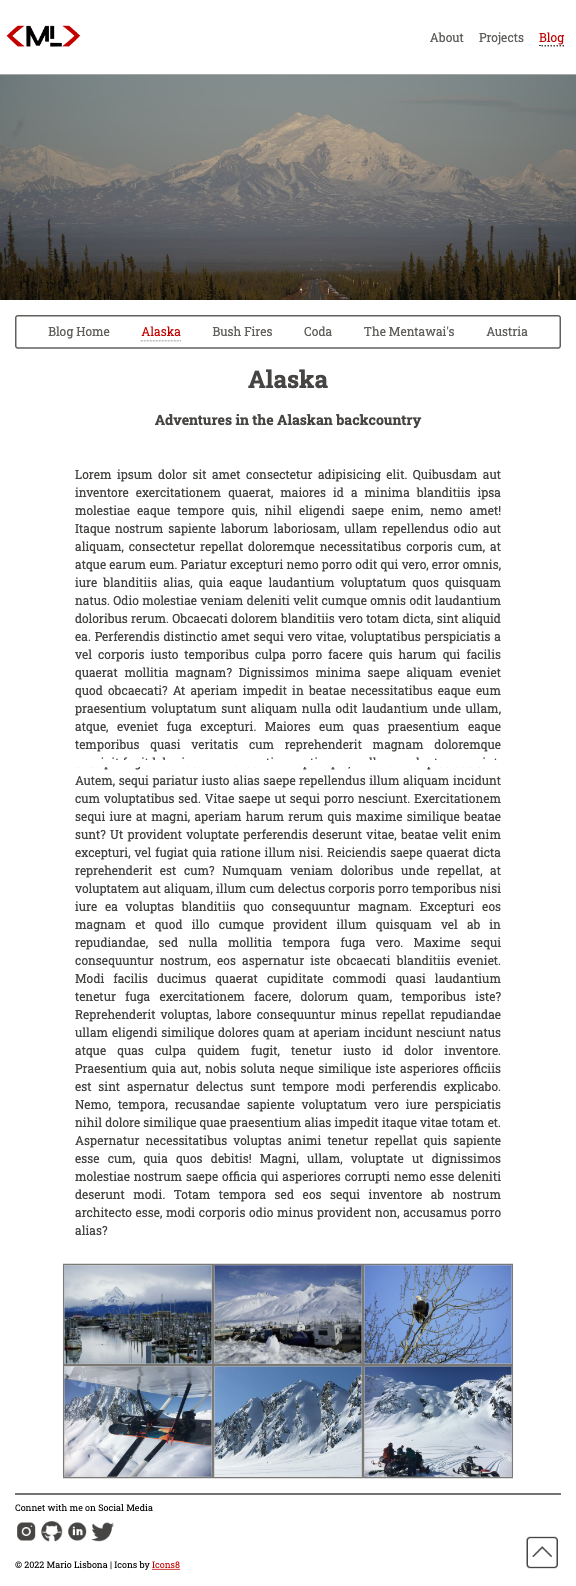 <ML>
About Projects Blog
Blog Home Alaska Bush Fires Coda The Mentawai's Austria
Alaska
Adventures in the Alaskan backcountry
Lorem ipsum dolor sit amet consectetur adipisicing elit. Quibusdam aut
inventore exercitationem quaerat, maiores id a minima blanditiis ipsa
molestiae eaque tempore quis, nihil eligendi saepe enim, nemo amet!
Itaque nostrum sapiente laborum laboriosam, ullam repellendus odio aut
aliquam, consectetur repellat doloremque necessitatibus corporis cum, at
atque earum eum. Pariatur excepturi nemo porro odit qui vero, error omnis,
iure blanditiis alias, quia eaque laudantium voluptatum quos quisquam
natus. Odio molestiae veniam deleniti velit cumque omnis odit laudantium
doloribus rerum. Obcaecati dolorem blanditiis vero totam dicta, sint aliquid
ea. Perferendis distinctio amet sequi vero vitae, voluptatibus perspiciatis a
vel corporis iusto temporibus culpa porro facere quis harum qui facilis
quaerat mollitia magnam? Dignissimos minima saepe aliquam eveniet
quod obcaecati? At aperiam impedit in beatae necessitatibus eaque eum
praesentium voluptatum sunt aliquam nulla odit laudantium unde ullam,
atque, eveniet fuga excepturi. Maiores eum quas praesentium eaque
temporibus quasi veritatis cum reprehenderit magnam doloremque
Autem, sequi pariatur iusto alias saepe repellendus illum aliquam incidunt
cum voluptatibus sed. Vitae saepe ut sequi porro nesciunt. Exercitationem
sequi iure at magni, aperiam harum rerum quis maxime similique beatae
sunt? Ut provident voluptate perferendis deserunt vitae, beatae velit enim
excepturi, vel fugiat quia ratione illum nisi. Reiciendis saepe quaerat dicta
reprehenderit est cum? Numquam veniam doloribus unde repellat, at
voluptatem aut aliquam, illum cum delectus corporis porro temporibus nisi
iure ea voluptas blanditiis quo consequuntur magnam. Excepturi eos
magnam et quod illo cumque provident illum quisquam vel ab in
repudiandae, sed nulla mollitia tempora fuga vero. Maxime sequi
consequuntur nostrum, eos aspernatur iste obcaecati blanditiis eveniet.
Modi facilis ducimus quaerat cupiditate commodi quasi laudantium
tenetur fuga exercitationem facere, dolorum quam, temporibus iste?
Reprehenderit voluptas, labore consequuntur minus repellat repudiandae
ullam eligendi similique dolores quam at aperiam incidunt nesciunt natus
atque quas culpa quidem fugit, tenetur iusto id dolor inventore.
Praesentium quia aut, nobis soluta neque similique iste asperiores officiis
est sint aspernatur delectus sunt tempore modi perferendis explicabo.
Nemo, tempora, recusandae sapiente voluptatum vero iure perspiciatis
nihil dolore similique quae praesentium alias impedit itaque vitae totam et.
Aspernatur necessitatibus voluptas animi tenetur repellat quis sapiente
esse cum, quia quos debitis! Magni, ullam, voluptate ut dignissimos
molestiae nostrum saepe officia qui asperiores corrupti nemo esse deleniti
deserunt modi. Totam tempora sed eos sequi inventore ab nostrum
architecto esse, modi corporis odio minus provident non, accusamus porro
alias?
Connet with me on Social Media
© 2022 Mario Lisbona | Icons by Icons8